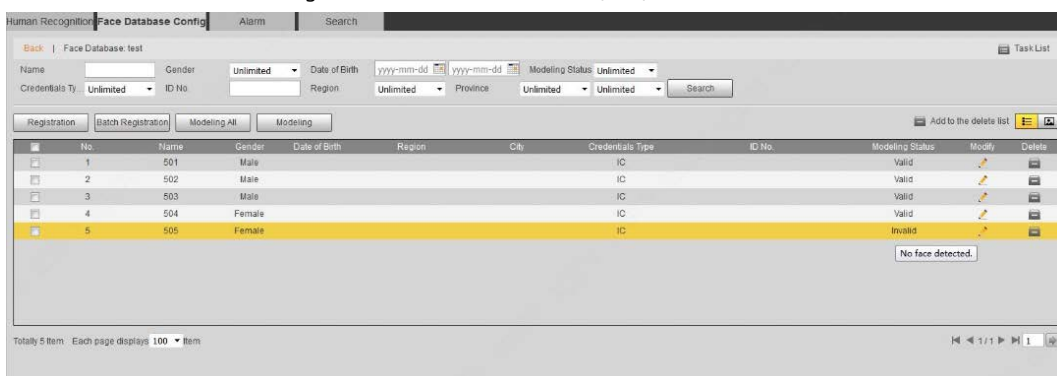 Human Recognition Face Database Config Alarm Search
Back | Face Database: test Task List
Name Gender Unlimited Date of Birth yyyy-mm-dd yyyy-mm-dd Modeling Status Unlimited
Credentials Ty... Unlimited ID No. Region Unlimited Province Unlimited Unlimited Search
Registration Batch Registration Modeling All Modeling Add to the delete list
No. Name Gender Date of Birth Region City Credentials Type ID No. Modeling Status Modify Delete
1 501 Male IC Valid
2 502 Male IC Valid
3 503 Male IC Valid
4 504 Female IC Valid
5 505 Female IC Invalid
No face detected.
Totally 5 Item Each page displays 100 Item 1/1 1